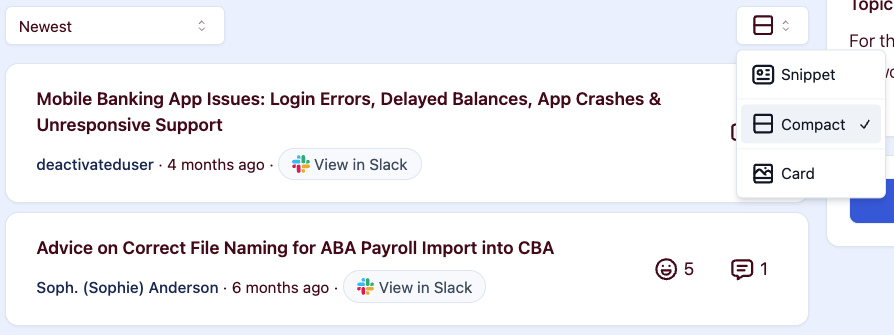 Newest
Topic
For th
Mobile Banking App Issues: Login Errors, Delayed Balances, App Crashes &
Unresponsive Support
deactivateduser · 4 months ago ·
View in Slack
Snippet
Compact
Card
Advice on Correct File Naming for ABA Payroll Import into CBA
Soph. (Sophie) Anderson · 6 months ago ·
View in Slack
5
1